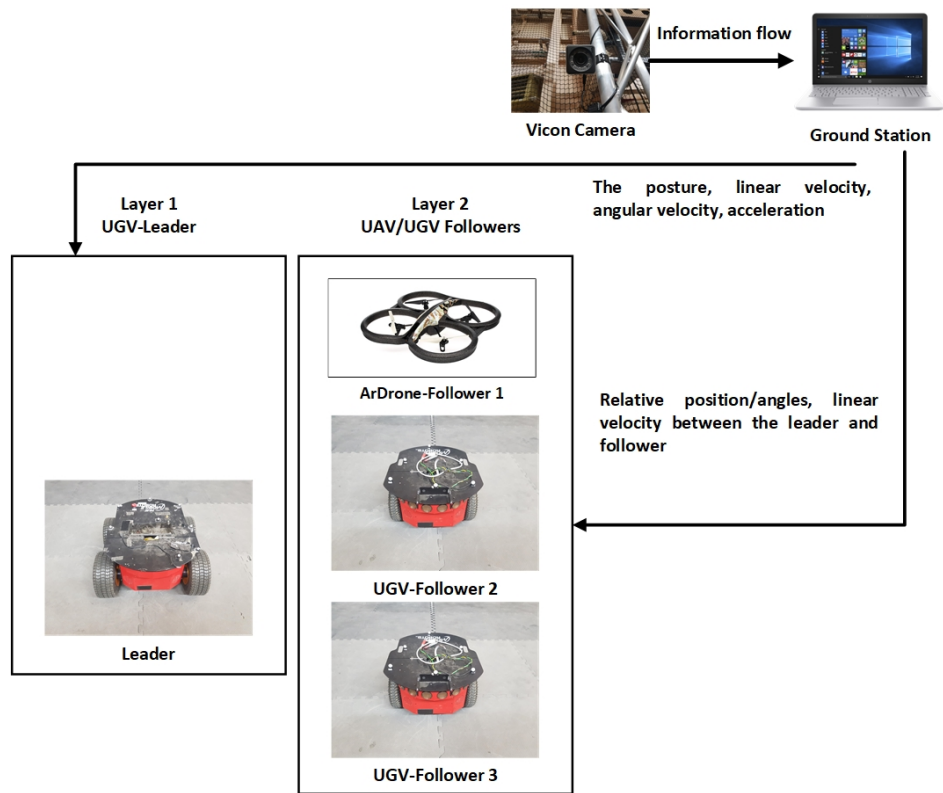 Information flow
Vicon Camera
Ground Station
The posture, linear velocity,
angular velocity, acceleration
Layer 1
UGV-Leader
Layer 2
UAV/UGV Followers
ArDrone-Follower 1
Relative position/angles, linear
velocity between the leader and
follower
UGV-Follower 2
Leader
UGV-Follower 3